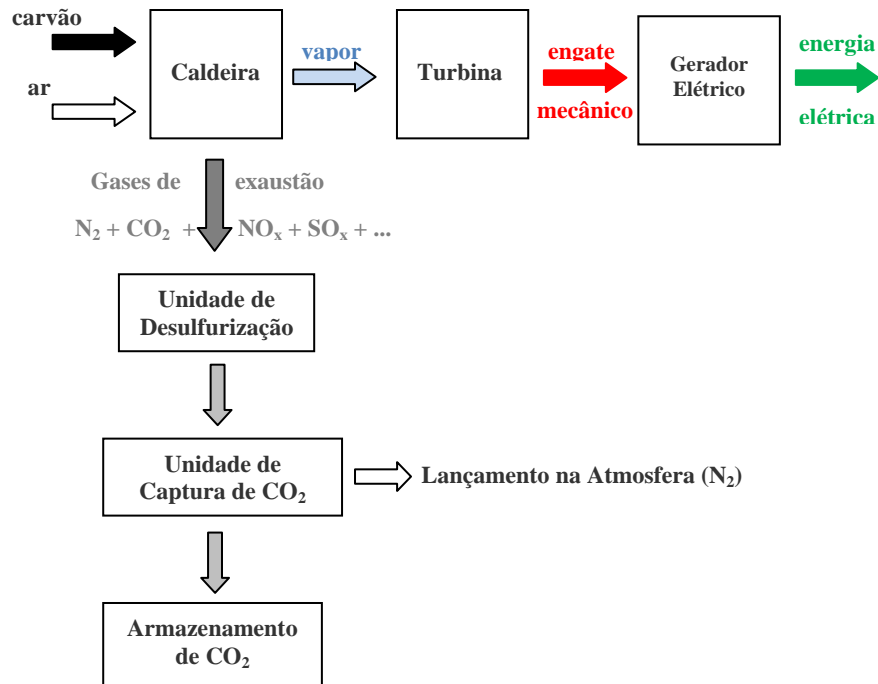 carvão
ar
Caldeira
vapor
Turbina
engate
mecânico
Gerador
Elétrico
energia
elétrica
Gases de exaustão
N₂ + CO₂ + NOₓ + SOₓ + ...
Unidade de
Desulfurização
Unidade de
Captura de CO₂
Lançamento na Atmosfera (N₂)
Armazenamento
de CO₂